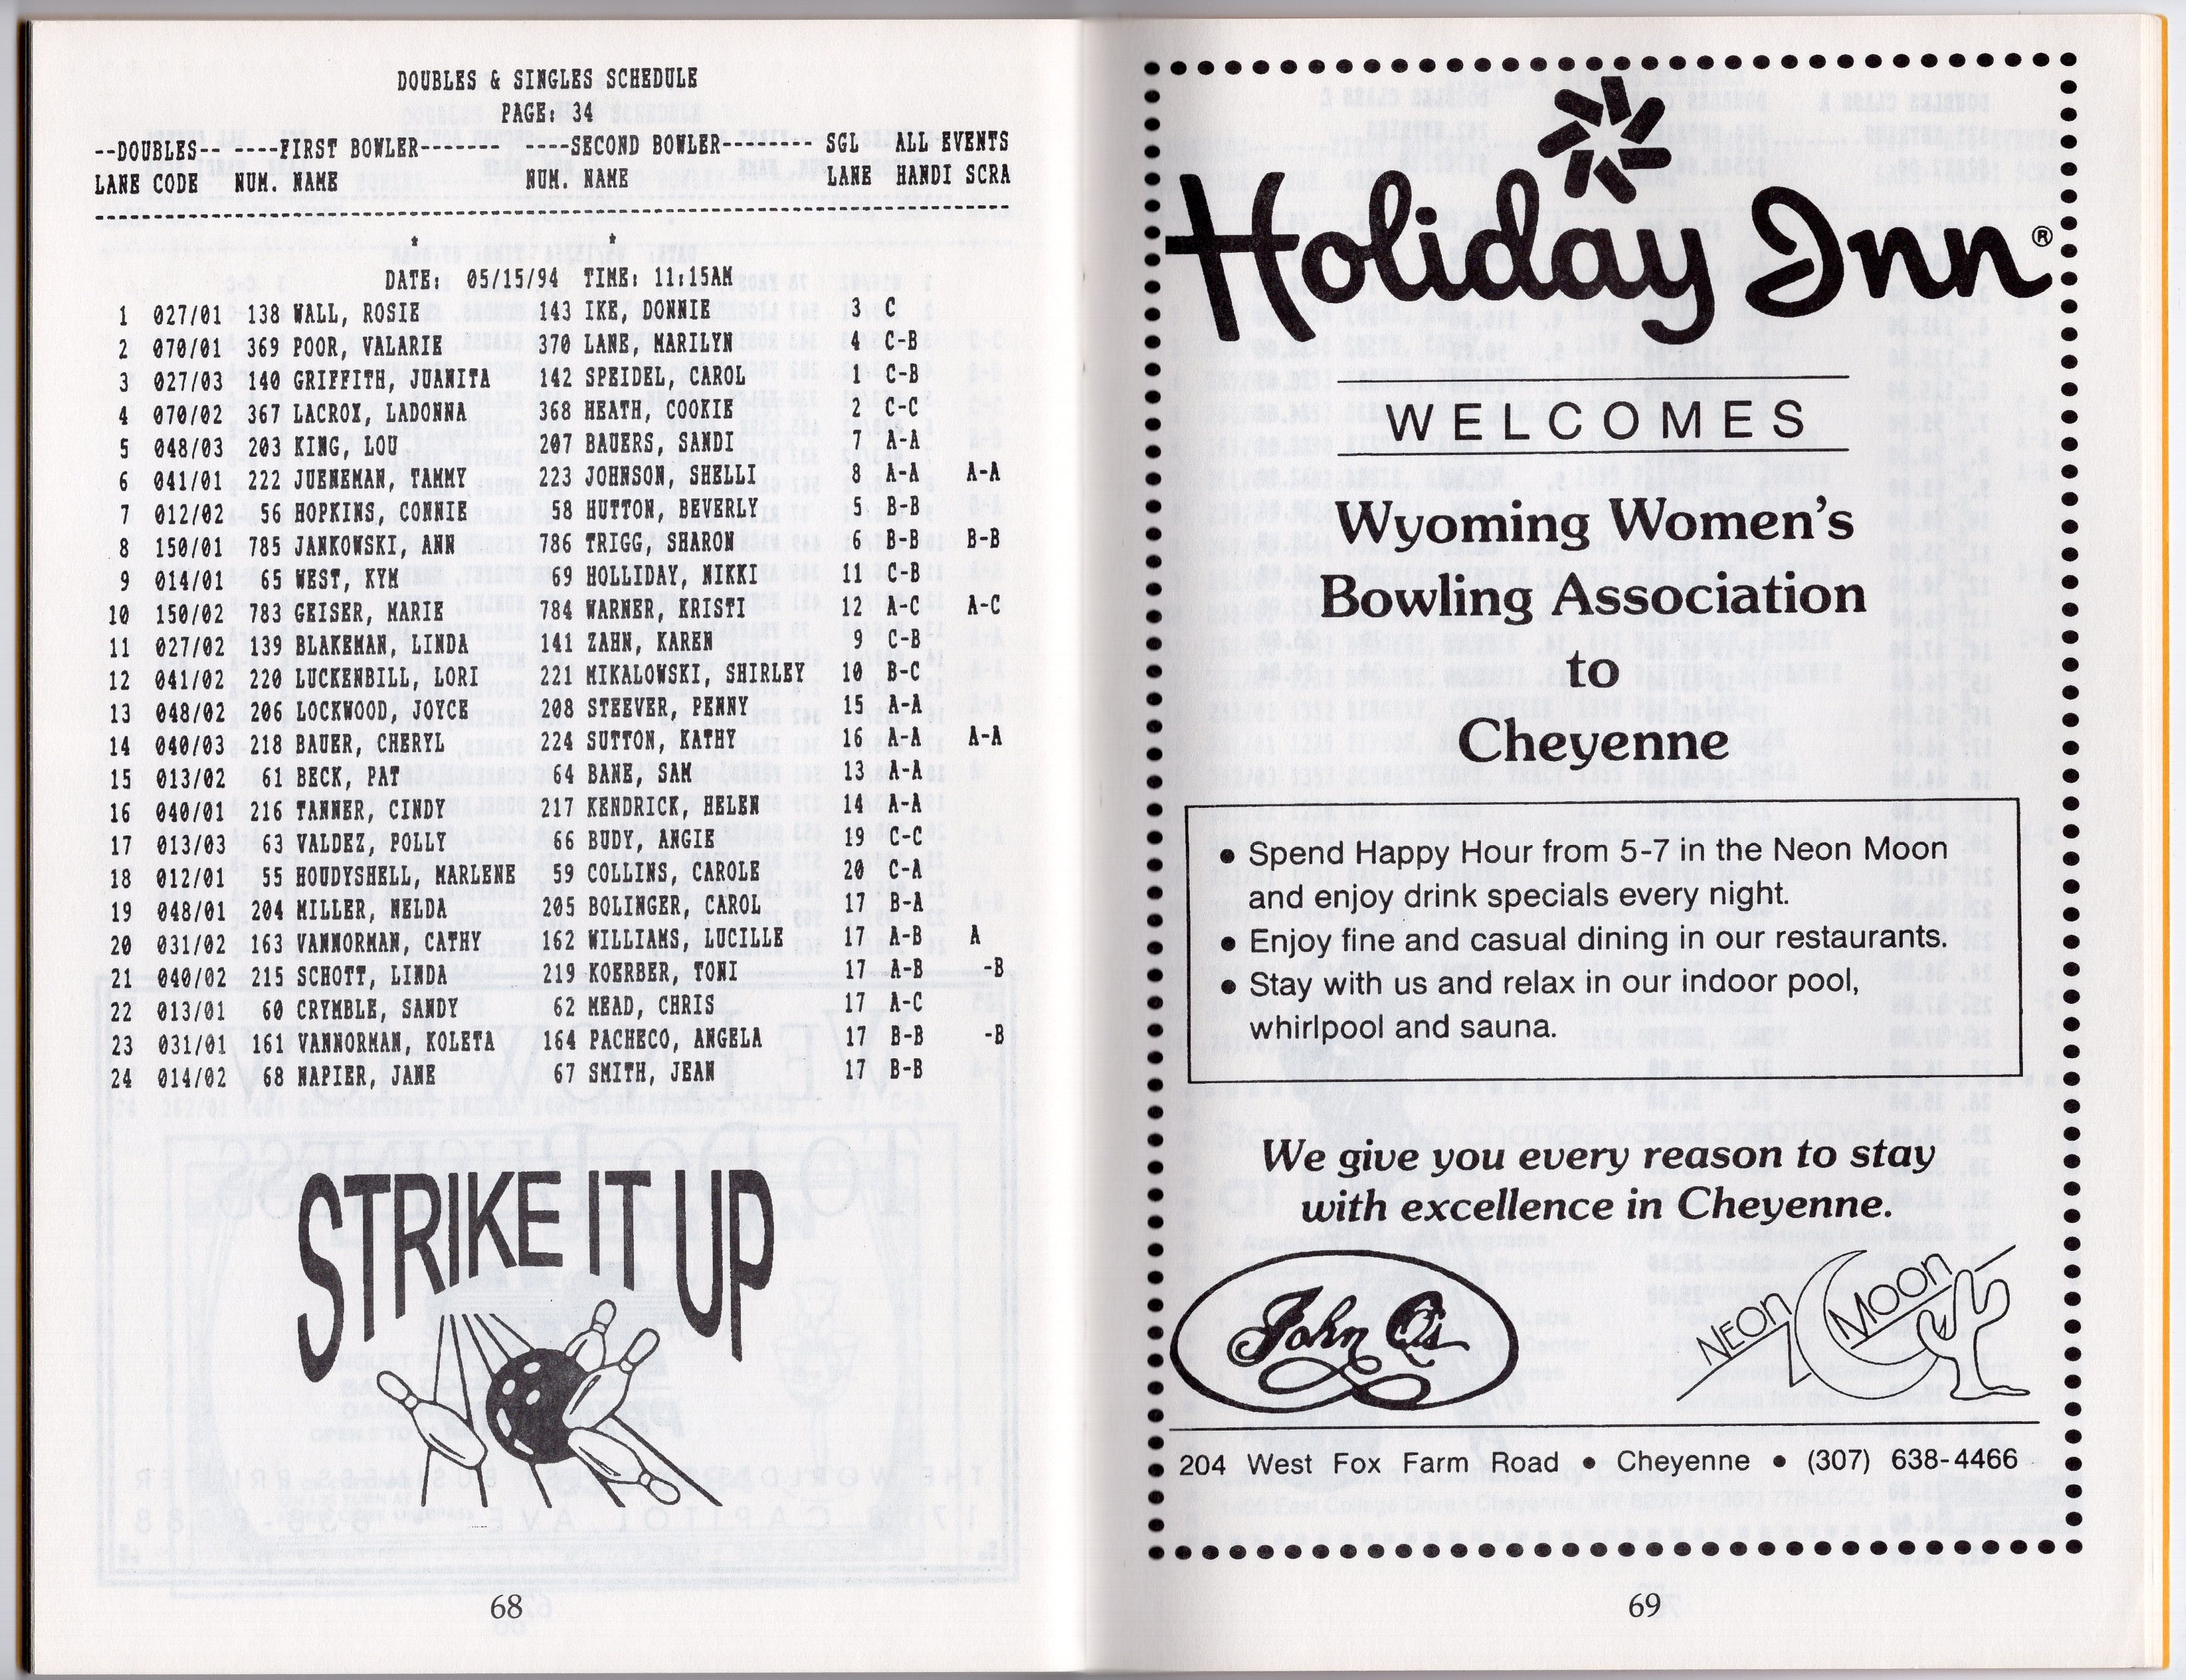 DOUBLES & SINGLES SCHEDULE
PAGE: 34
--DOUBLES-- ----FIRST BOWLER------- ----SECOND BOWLER-------- SGL ALL EVENTS
LANE CODE NUM. NAME NUM. NAME LANE HANDI SCRA
* *
DATE: 05/15/94 TIME: 11:15AM
1 027/01 138 WALL, ROSIE 143 IKE, DONNIE 3 C
2 070/01 369 POOR, VALARIE 370 LANE, MARILYN 4 C-B
3 027/03 140 GRIFFITH, JUANITA 142 SPEIDEL, CAROL 1 C-B
4 070/02 367 LACROX, LADONNA 368 HEATH, COOKIE 2 C-C
5 048/03 203 KING, LOU 207 BAUERS, SANDI 7 A-A
6 041/01 222 JUENEMAN, TAMMY 223 JOHNSON, SHELLI 8 A-A A-A
7 012/02 56 HOPKINS, CONNIE 58 HUTTON, BEVERLY 5 B-B
8 150/01 785 JANKOWSKI, ANN 786 TRIGG, SHARON 6 B-B B-B
9 014/01 65 WEST, KYM 69 HOLLIDAY, NIKKI 11 C-B
10 150/02 783 GEISER, MARIE 784 WARNER, KRISTI 12 A-C A-C
11 027/02 139 BLAKEMAN, LINDA 141 ZAHN, KAREN 9 C-B
12 041/02 220 LUCKENBILL, LORI 221 MIKALOWSKI, SHIRLEY 10 B-C
13 048/02 206 LOCKWOOD, JOYCE 208 STEEVER, PENNY 15 A-A
14 040/03 218 BAUER, CHERYL 224 SUTTON, KATHY 16 A-A A-A
15 013/02 61 BECK, PAT 64 BANE, SAM 13 A-A
16 040/01 216 TANNER, CINDY 217 KENDRICK, HELEN 14 A-A
17 013/03 63 VALDEZ, POLLY 66 BUDY, ANGIE 19 C-C
18 012/01 55 HOUDYSHELL, MARLENE 59 COLLINS, CAROLE 20 C-A
19 048/01 204 MILLER, NELDA 205 BOLINGER, CAROL 17 B-A
20 031/02 163 VANNORMAN, CATHY 162 WILLIAMS, LUCILLE 17 A-B A
21 040/02 215 SCHOTT, LINDA 219 KOERBER, TONI 17 A-B -B
22 013/01 60 CRYMBLE, SANDY 62 MEAD, CHRIS 17 A-C
23 031/01 161 VANNORMAN, KOLETA 164 PACHECO, ANGELA 17 B-B -B
24 014/02 68 NAPIER, JANE 67 SMITH, JEAN 17 B-B
STRIKE IT UP
68
Holiday Inn®
WELCOMES
Wyoming Women's
Bowling Association
to
Cheyenne
• Spend Happy Hour from 5-7 in the Neon Moon
and enjoy drink specials every night.
• Enjoy fine and casual dining in our restaurants.
• Stay with us and relax in our indoor pool,
whirlpool and sauna.
We give you every reason to stay
with excellence in Cheyenne.
John Q's
NEON MOON
204 West Fox Farm Road • Cheyenne • (307) 638-4466
69